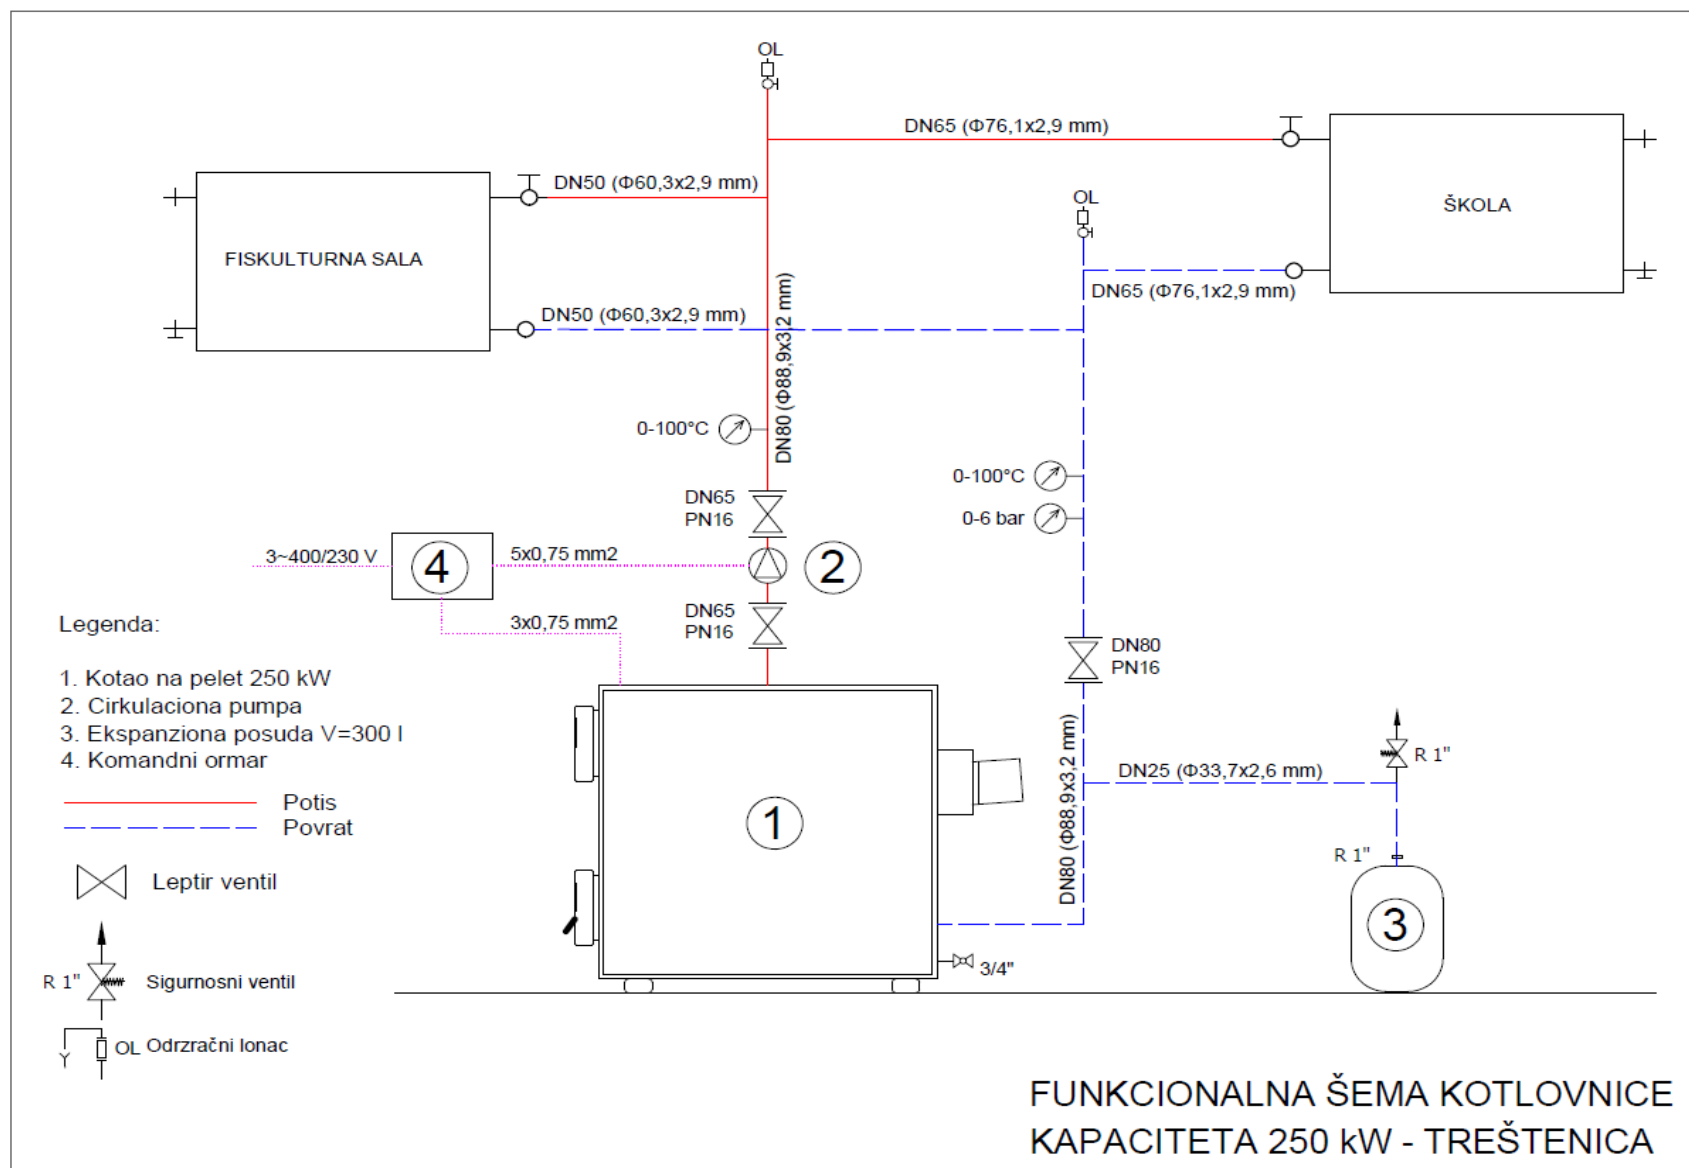 OL
DN65 (Φ76,1x2,9 mm)
DN50 (Φ60,3x2,9 mm)
OL
ŠKOLA
FISKULTURNA SALA
DN65 (Φ76,1x2,9 mm)
DN50 (Φ60,3x2,9 mm)
DN80 (Φ88,9x3,2 mm)
0-100°C
0-100°C
0-6 bar
DN65
PN16
3~400/230 V
4
5x0,75 mm2
2
DN65
PN16
3x0,75 mm2
DN80
PN16
Legenda:
1. Kotao na pelet 250 kW
2. Cirkulaciona pumpa
3. Ekspanziona posuda V=300 l
4. Komandni ormar
Potis
Povrat
Leptir ventil
R 1"
Sigurnosni ventil
OL Odrzračni lonac
1
DN80 (Φ88,9x3,2 mm)
DN25 (Φ33,7x2,6 mm)
R 1"
R 1"
3
3/4"
FUNKCIONALNA ŠEMA KOTLOVNICE
KAPACITETA 250 kW - TREŠTENICA